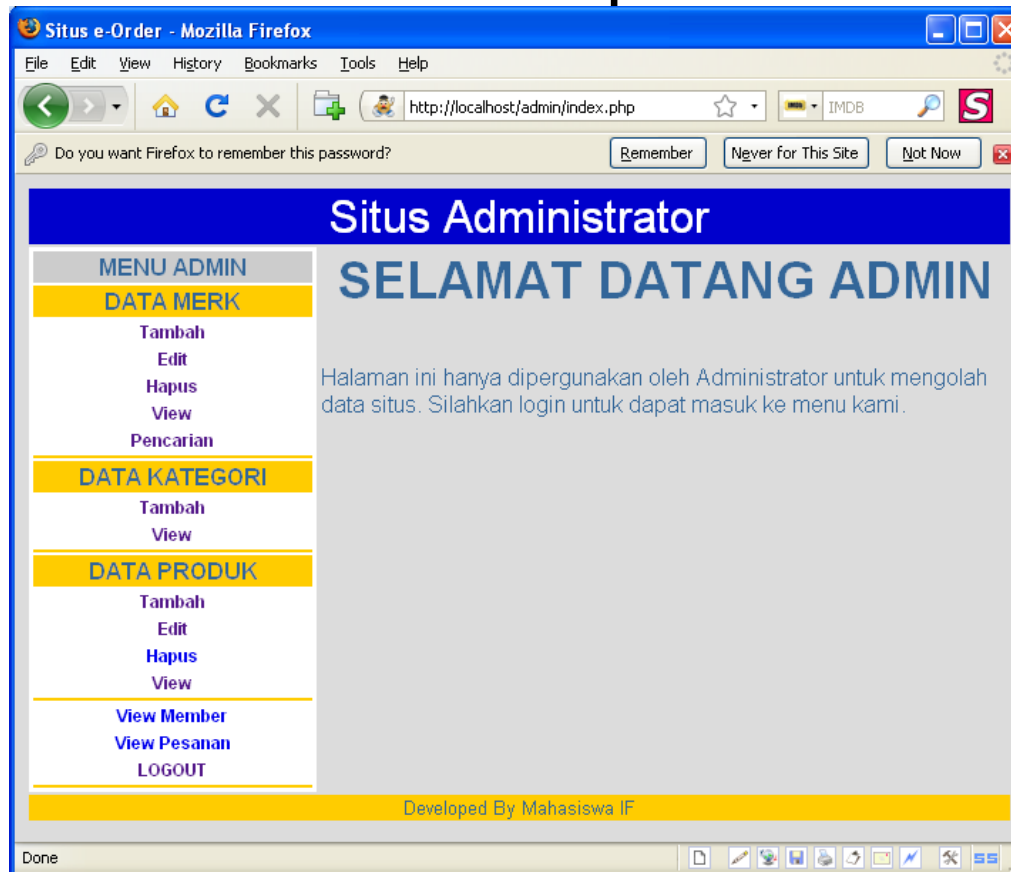 Situs e-Order - Mozilla Firefox
File Edit View History Bookmarks Tools Help
http://localhost/admin/index.php IMDB S
Do you want Firefox to remember this password? Remember Never for This Site Not Now
Situs Administrator
MENU ADMIN
DATA MERK
Tambah
Edit
Hapus
View
Pencarian
DATA KATEGORI
Tambah
View
DATA PRODUK
Tambah
Edit
Hapus
View
View Member
View Pesanan
LOGOUT
SELAMAT DATANG ADMIN
Halaman ini hanya dipergunakan oleh Administrator untuk mengolah
data situs. Silahkan login untuk dapat masuk ke menu kami.
Developed By Mahasiswa IF
Done